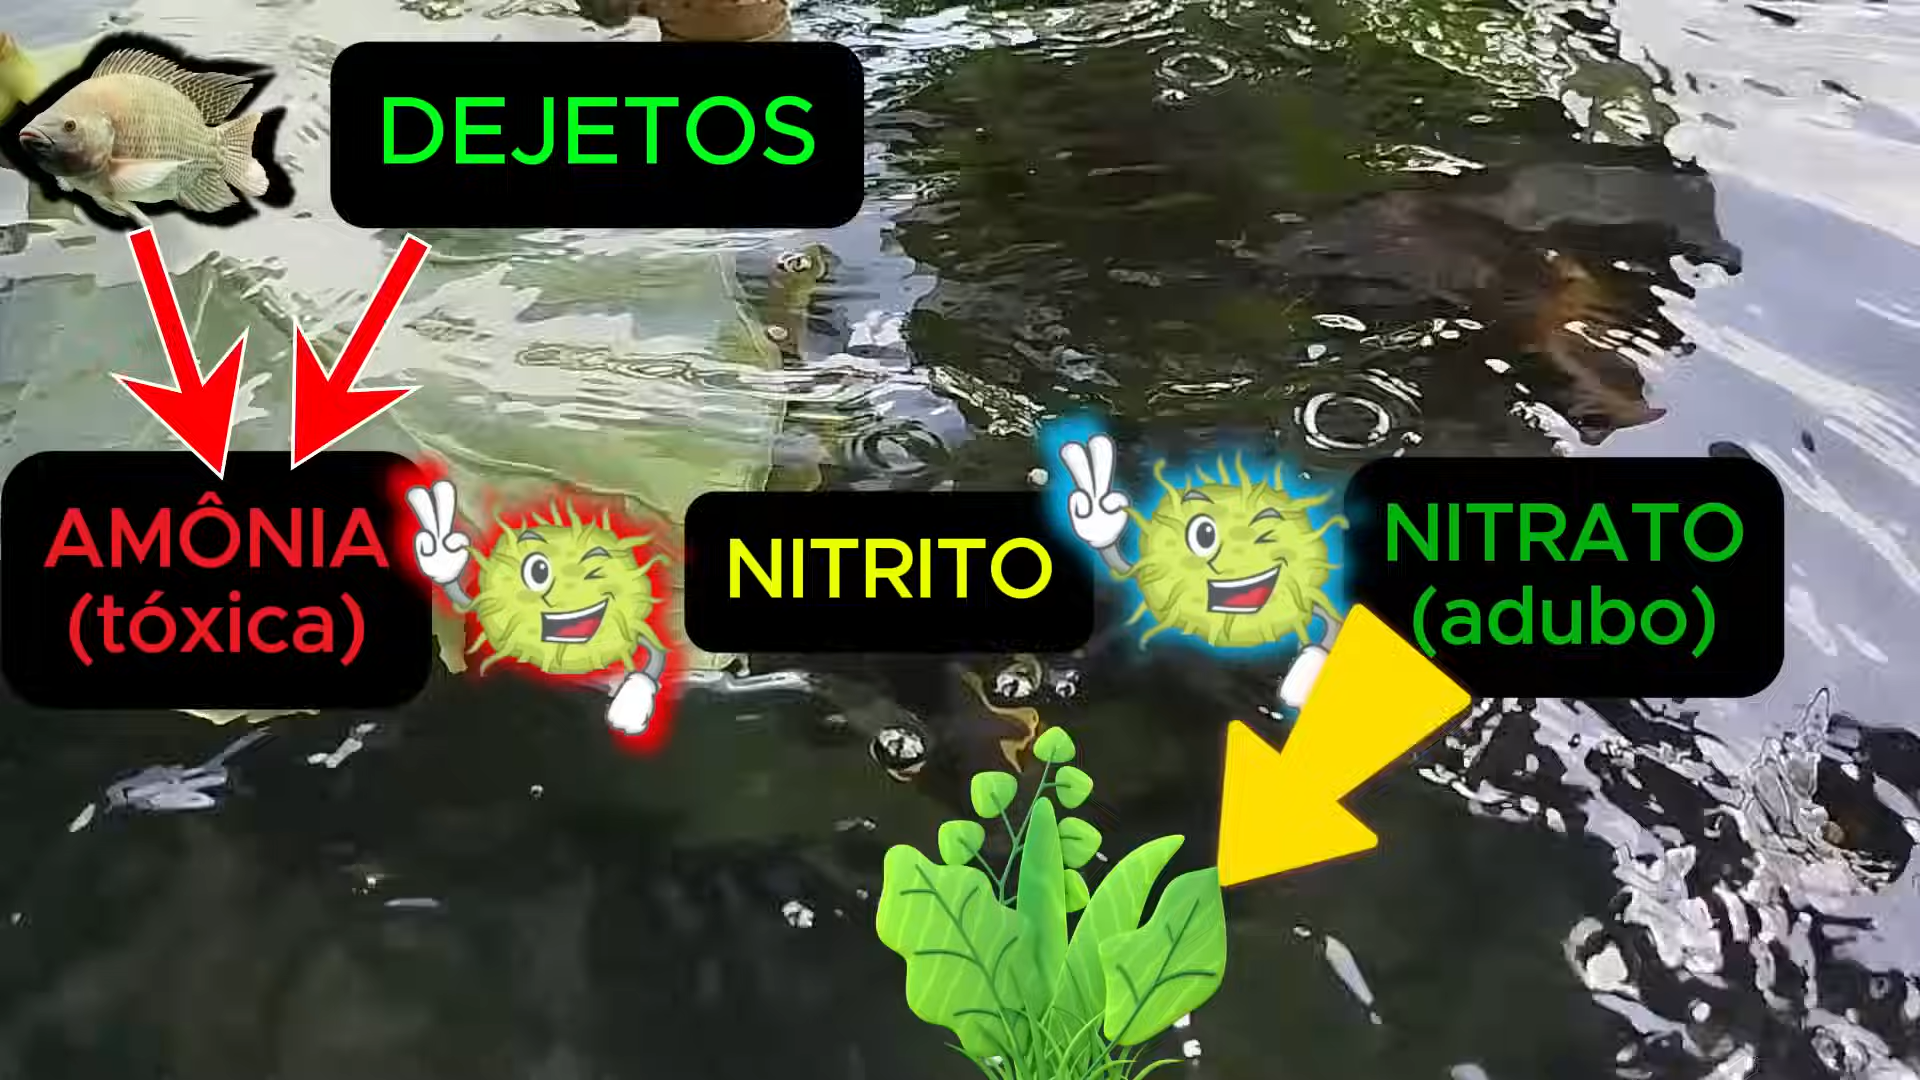 DEJETOS
AMÔNIA
(tóxica)
NITRITO
NITRATO
(adubo)